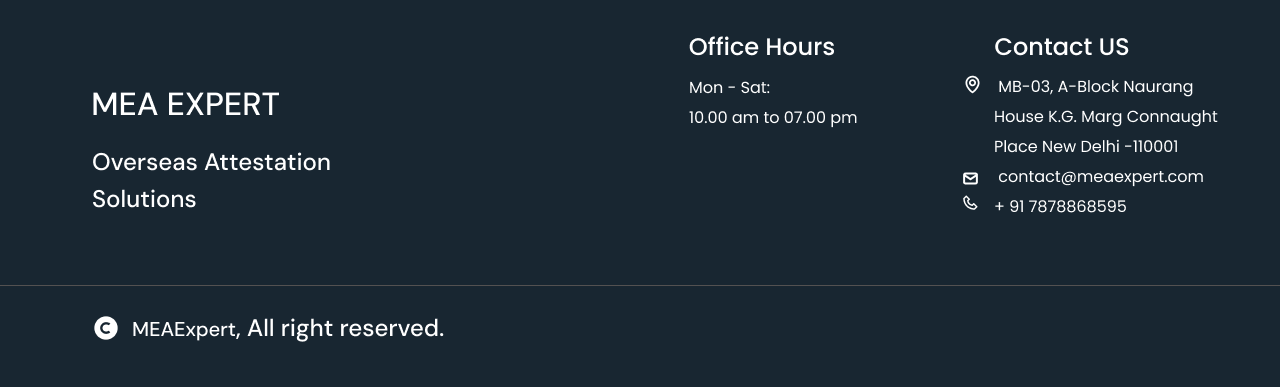 MEA EXPERT
Overseas Attestation
Solutions
Office Hours
Mon - Sat:
10.00 am to 07.00 pm
Contact US
MB-03, A-Block Naurang
House K.G. Marg Connaught
Place New Delhi -110001
contact@meaexpert.com
+ 91 7878868595
© MEAExpert, All right reserved.